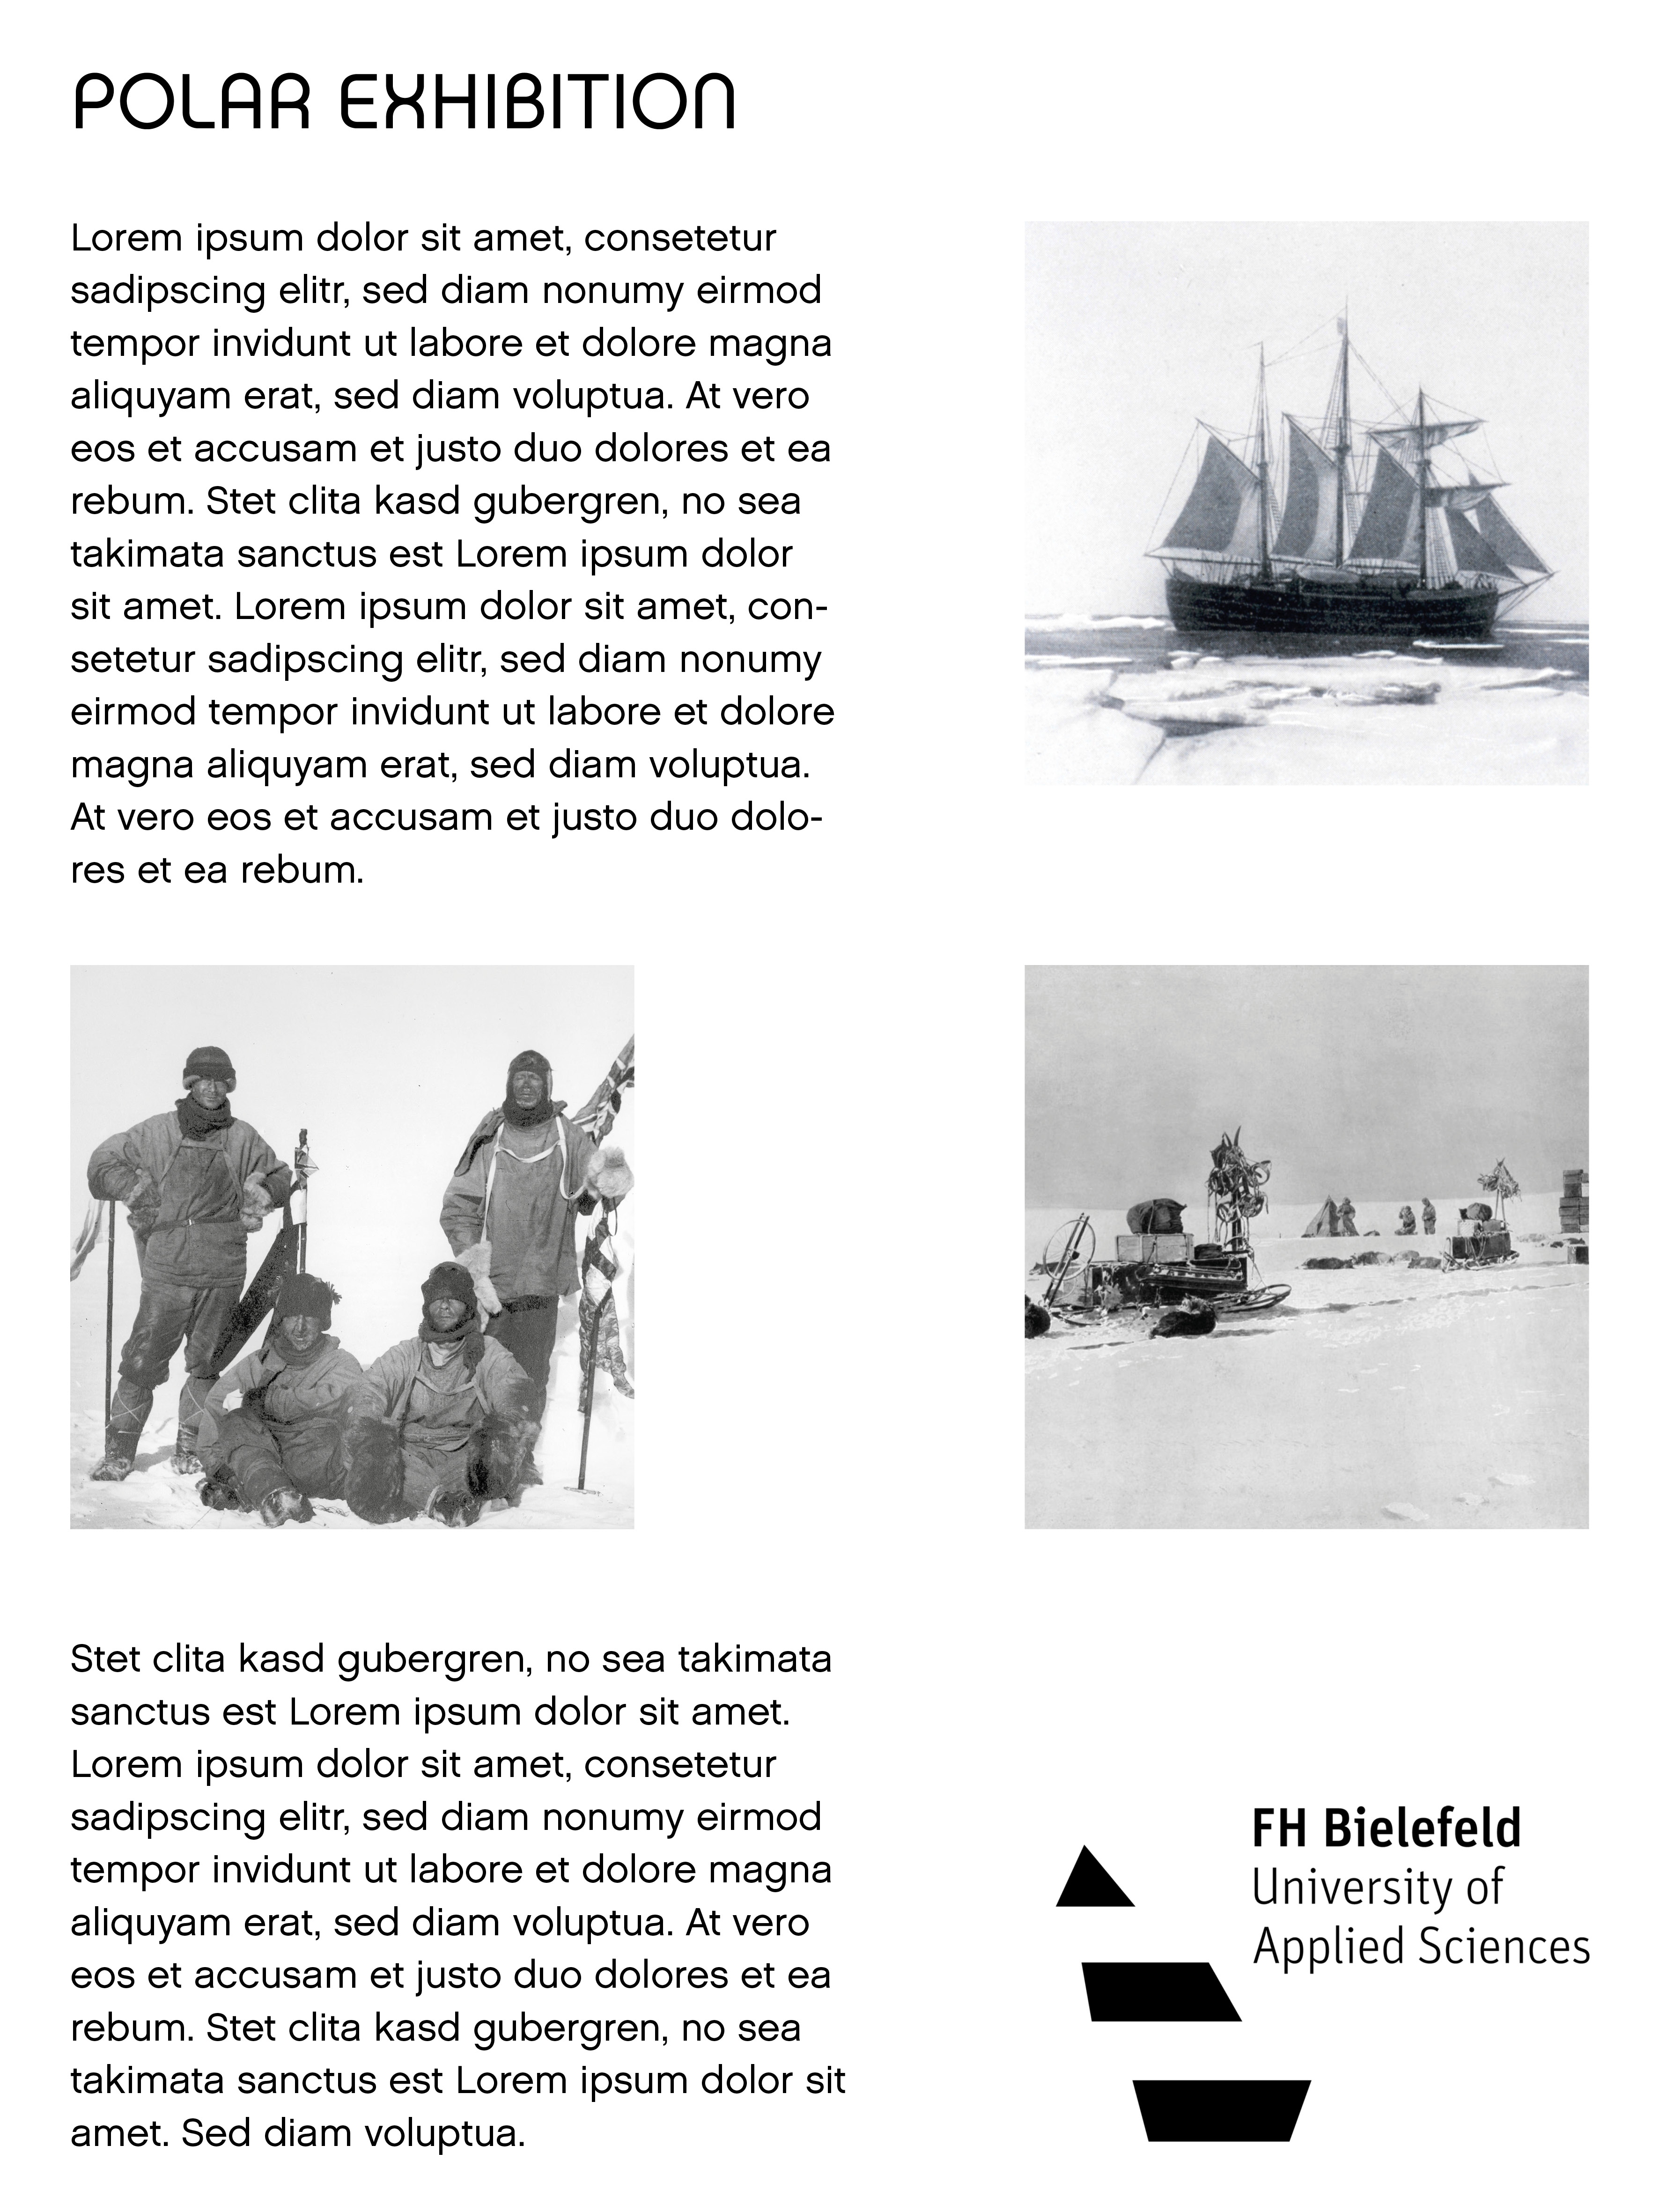 POLAR EXHIBITION
Lorem ipsum dolor sit amet, consetetur
sadipscing elitr, sed diam nonumy eirmod
tempor invidunt ut labore et dolore magna
aliquyam erat, sed diam voluptua. At vero
eos et accusam et justo duo dolores et ea
rebum. Stet clita kasd gubergren, no sea
takimata sanctus est Lorem ipsum dolor
sit amet. Lorem ipsum dolor sit amet, con-
setetur sadipscing elitr, sed diam nonumy
eirmod tempor invidunt ut labore et dolore
magna aliquyam erat, sed diam voluptua.
At vero eos et accusam et justo duo dolo-
res et ea rebum.
Stet clita kasd gubergren, no sea takimata
sanctus est Lorem ipsum dolor sit amet.
Lorem ipsum dolor sit amet, consetetur
sadipscing elitr, sed diam nonumy eirmod
tempor invidunt ut labore et dolore magna
aliquyam erat, sed diam voluptua. At vero
eos et accusam et justo duo dolores et ea
rebum. Stet clita kasd gubergren, no sea
takimata sanctus est Lorem ipsum dolor sit
amet. Sed diam voluptua.
FH Bielefeld
University of
Applied Sciences